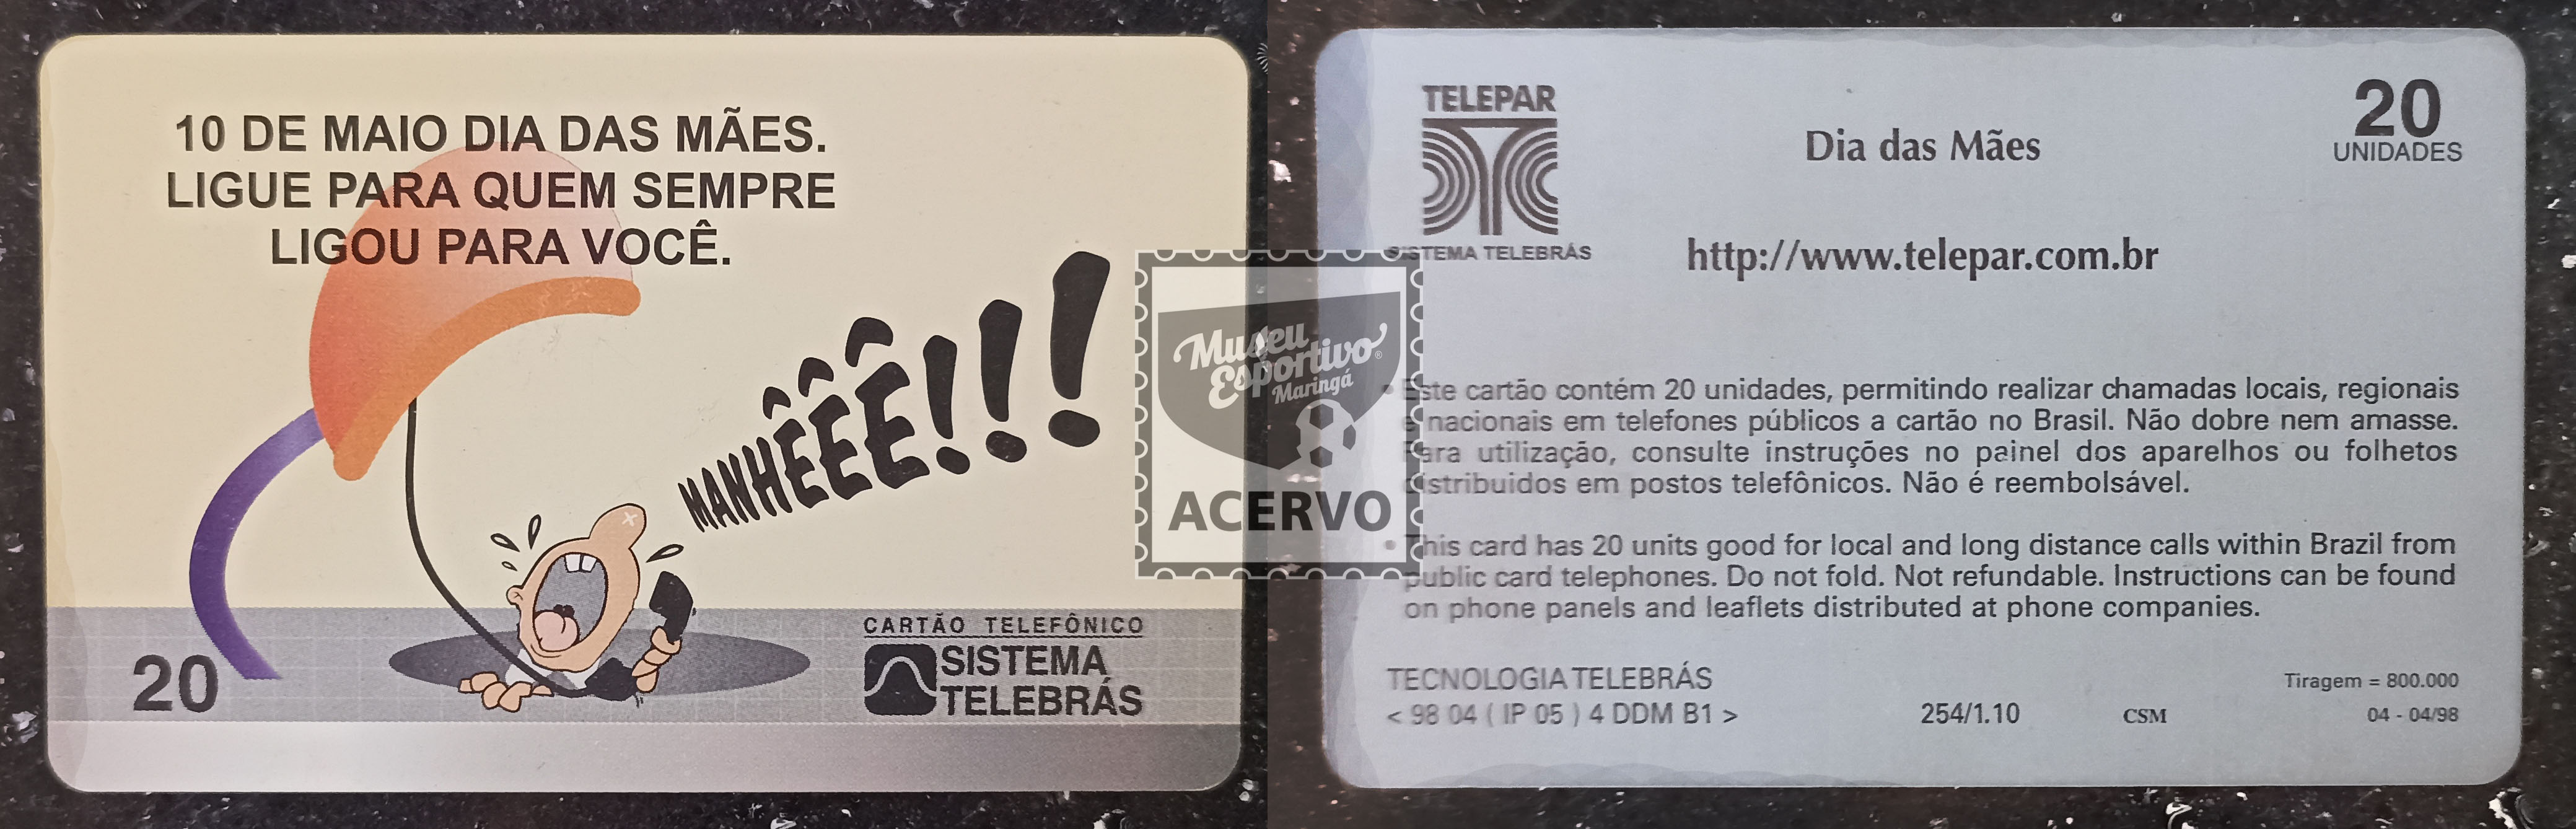 10 DE MAIO DIA DAS MÃES.
LIGUE PARA QUEM SEMPRE
LIGOU PARA VOCÊ.
MANHÊÊÊ!!!
20
CARTÃO TELEFÔNICO
SISTEMA
TELEBRÁS
Museu
Esportivo
Maringá
ACERVO
TELEPAR
SISTEMA TELEBRÁS
Dia das Mães
http://www.telepar.com.br
20
UNIDADES
• Este cartão contém 20 unidades, permitindo realizar chamadas locais, regionais
e nacionais em telefones públicos a cartão no Brasil. Não dobre nem amasse.
Para utilização, consulte instruções no painel dos aparelhos ou folhetos
distribuidos em postos telefônicos. Não é reembolsável.
• This card has 20 units good for local and long distance calls within Brazil from
public card telephones. Do not fold. Not refundable. Instructions can be found
on phone panels and leaflets distributed at phone companies.
TECNOLOGIA TELEBRÁS
< 98 04 ( IP 05 ) 4 DDM B1 >
254/1.10
CSM
Tiragem = 800.000
04 - 04/98